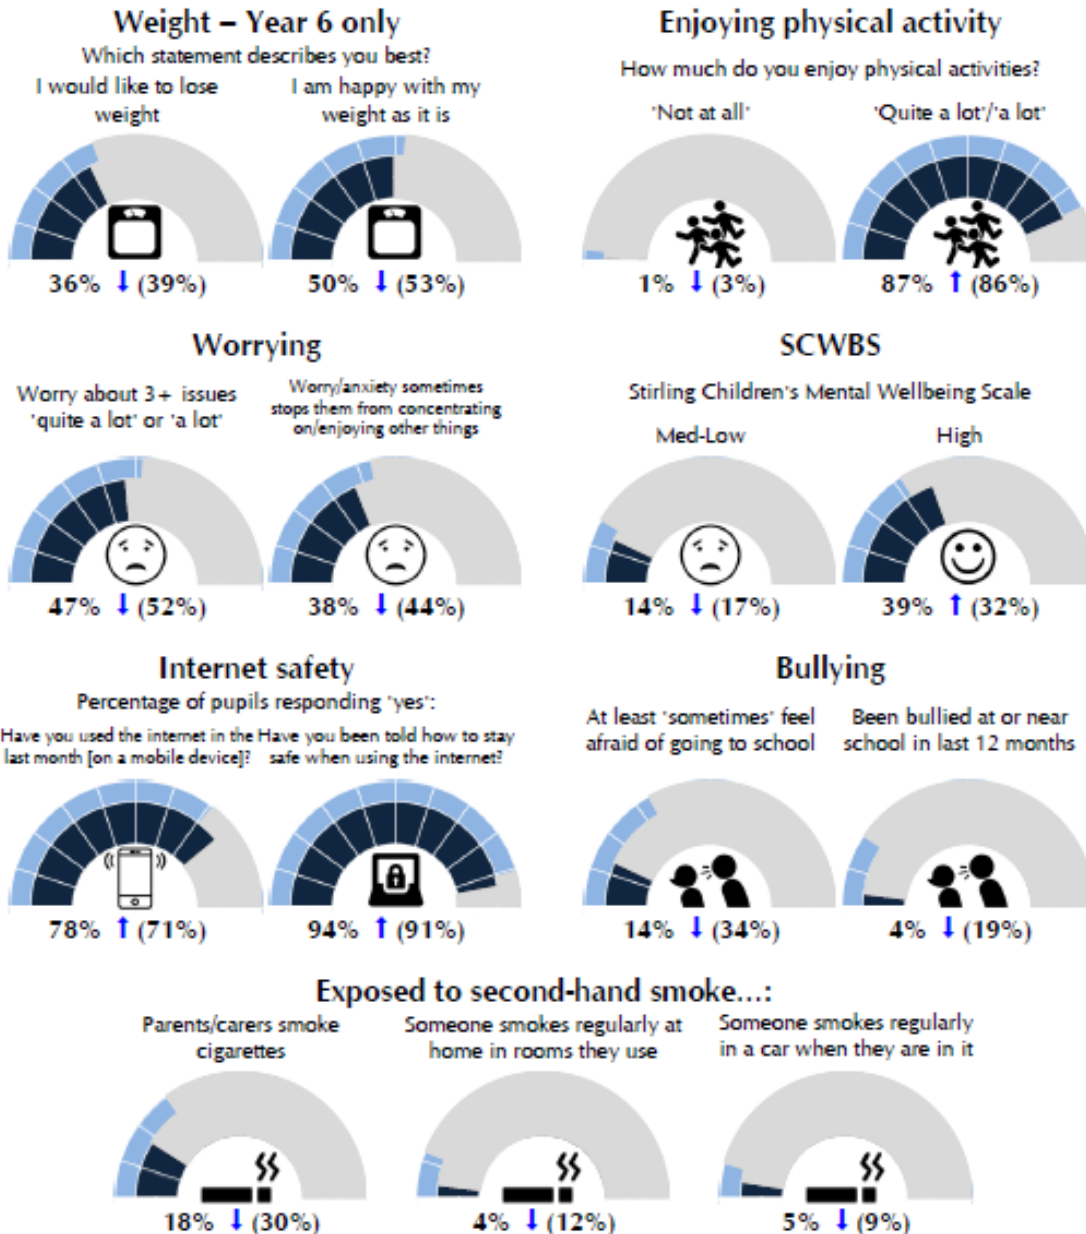 Weight – Year 6 only
Which statement describes you best?
I would like to lose
weight
I am happy with my
weight as it is
36% ↓ (39%)
50% ↓ (53%)
Enjoying physical activity
How much do you enjoy physical activities?
'Not at all'
'Quite a lot'/'a lot'
1% ↓ (3%)
87% ↑ (86%)
Worrying
Worry about 3+ issues
'quite a lot' or 'a lot'
Worry/anxiety sometimes
stops them from concentrating
on/enjoying other things
47% ↓ (52%)
38% ↓ (44%)
SCWBS
Stirling Children's Mental Wellbeing Scale
Med-Low
High
14% ↓ (17%)
39% ↑ (32%)
Internet safety
Percentage of pupils responding 'yes':
Have you used the internet in the
last month [on a mobile device]?
Have you been told how to stay
safe when using the internet?
78% ↑ (71%)
94% ↑ (91%)
Bullying
At least 'sometimes' feel
afraid of going to school
Been bullied at or near
school in last 12 months
14% ↓ (34%)
4% ↓ (19%)
Exposed to second-hand smoke...:
Parents/carers smoke
cigarettes
Someone smokes regularly at
home in rooms they use
Someone smokes regularly
in a car when they are in it
18% ↓ (30%)
4% ↓ (12%)
5% ↓ (9%)